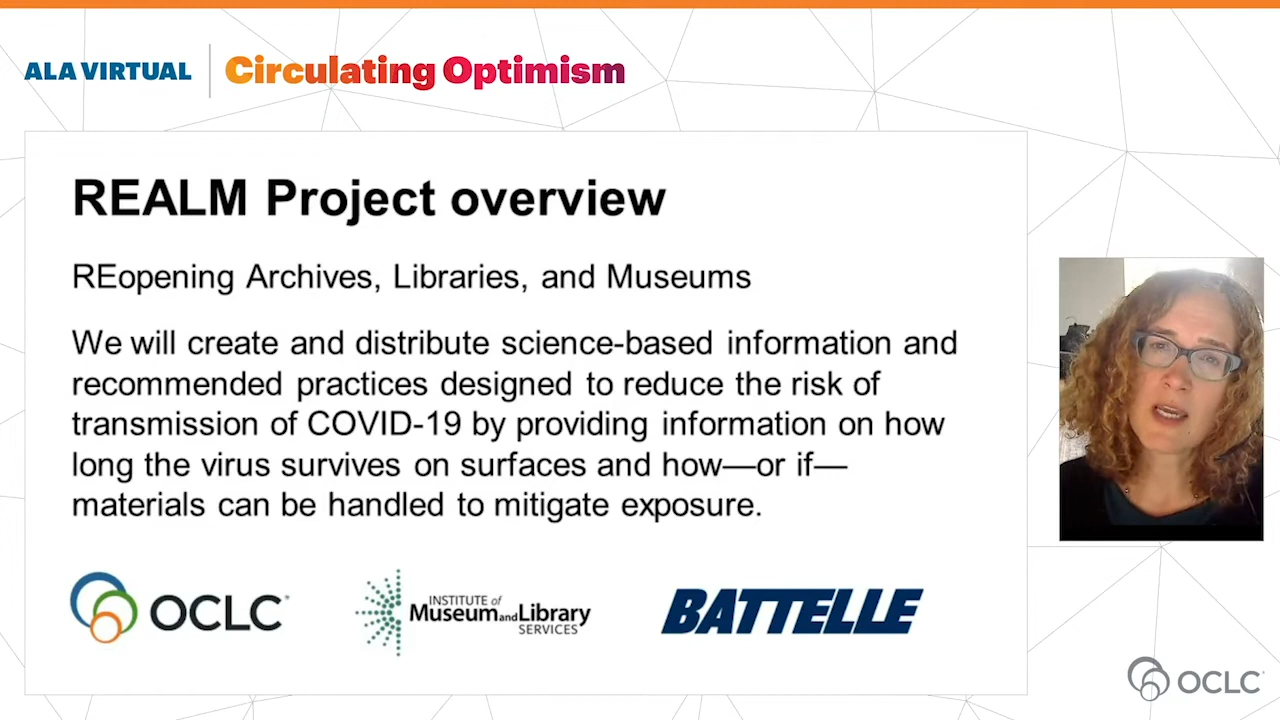 ALA VIRTUAL
Circulating Optimism
REALM Project overview
REopening Archives, Libraries, and Museums
We will create and distribute science-based information and
recommended practices designed to reduce the risk of
transmission of COVID-19 by providing information on how
long the virus survives on surfaces and how—or if—
materials can be handled to mitigate exposure.
OCLC®
INSTITUTE of
Museum and Library
SERVICES
BATTELLE
OCLC®